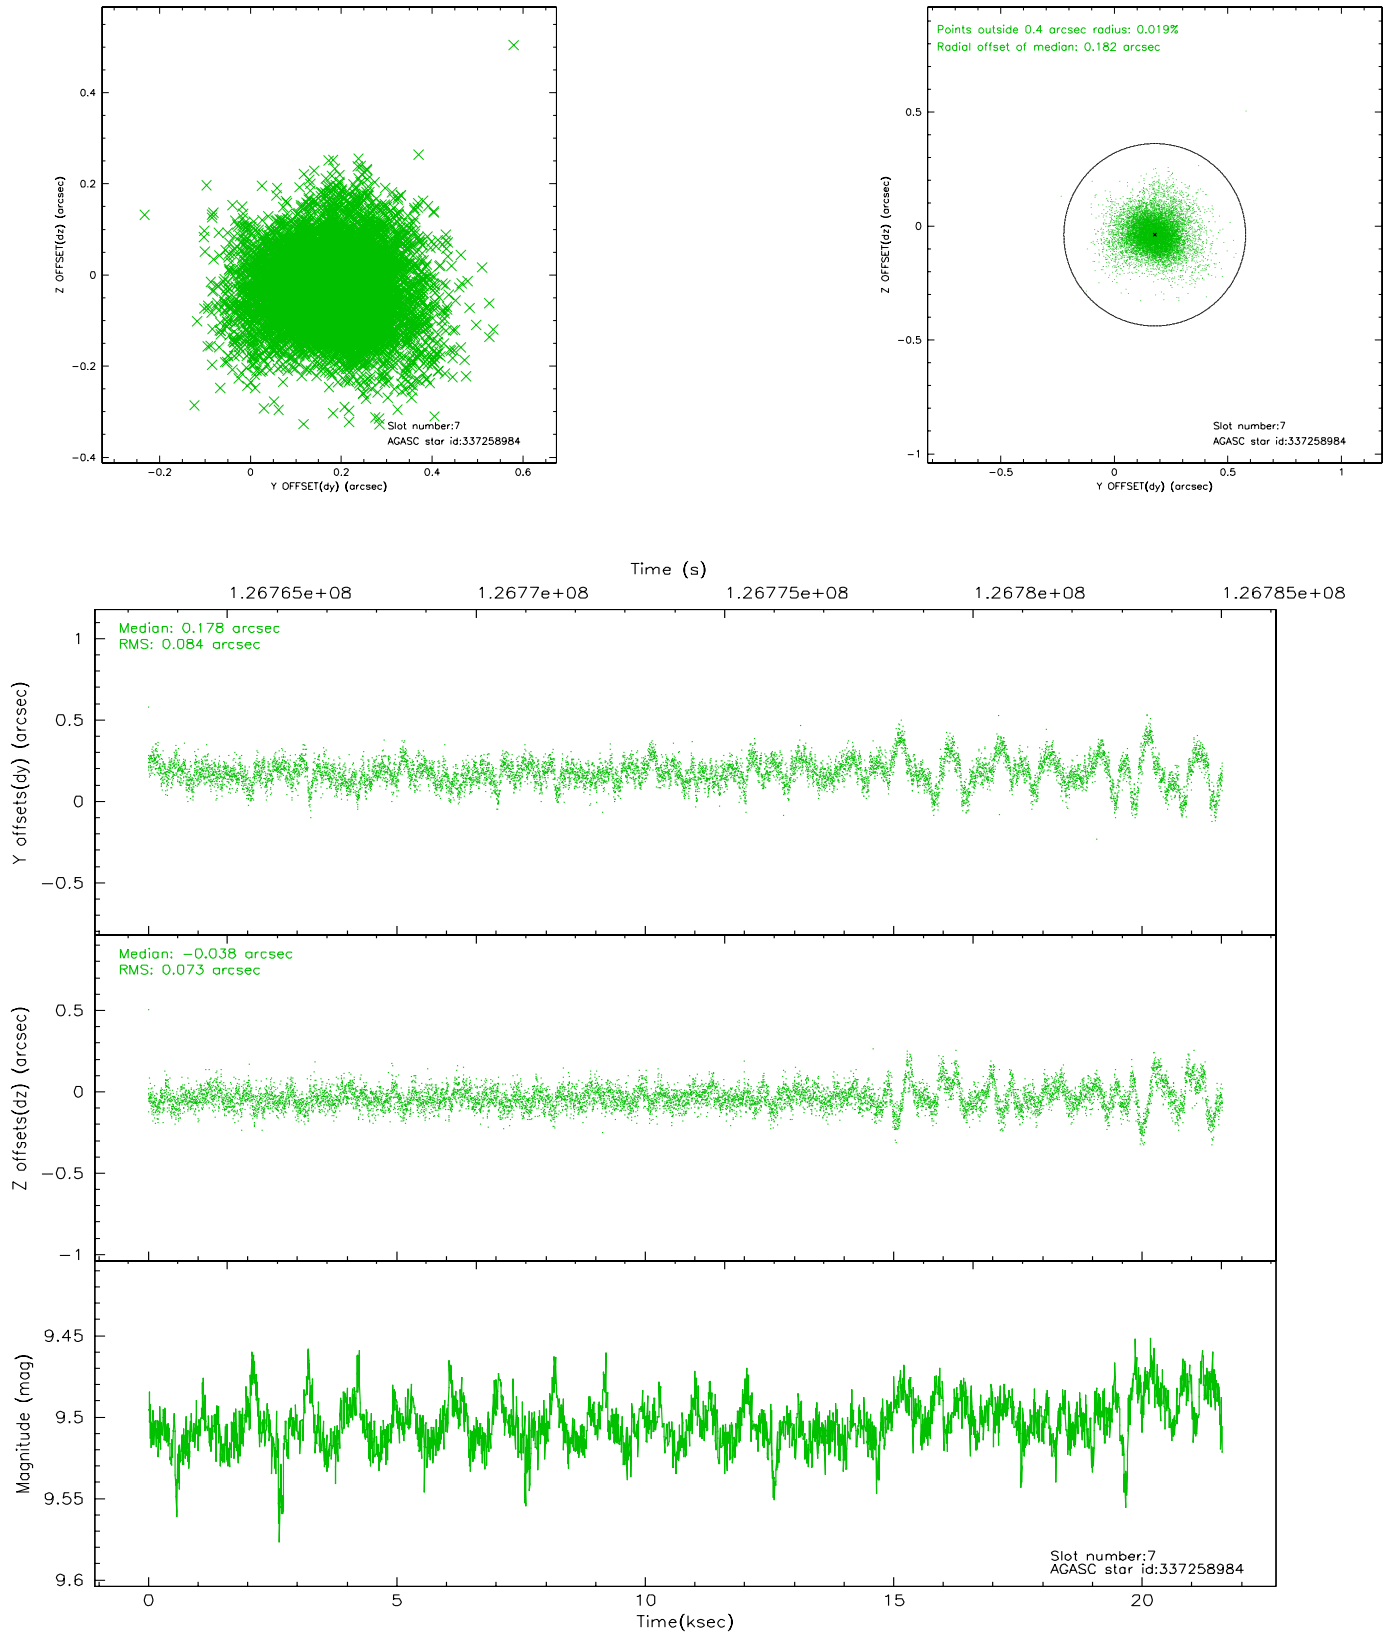 0.4
0.2
0
−0.2
−0.4
Z OFFSET(dz) (arcsec)
−0.2 0 0.2 0.4 0.6
Y OFFSET(dy) (arcsec)
Slot number:7
AGASC star id:337258984
Points outside 0.4 arcsec radius: 0.019%
Radial offset of median: 0.182 arcsec
0.5
0
−0.5
−1
Z OFFSET(dz) (arcsec)
−0.5 0 0.5 1
Y OFFSET(dy) (arcsec)
Slot number:7
AGASC star id:337258984
Time (s)
1.26765e+08 1.2677e+08 1.26775e+08 1.2678e+08 1.26785e+08
Median: 0.178 arcsec
RMS: 0.084 arcsec
1
0.5
0
−0.5
Y offsets(dy) (arcsec)
Median: −0.038 arcsec
RMS: 0.073 arcsec
0.5
0
−0.5
−1
Z offsets(dz) (arcsec)
9.45
9.5
9.55
9.6
Magnitude (mag)
Slot number:7
AGASC star id:337258984
0 5 10 15 20
Time(ksec)